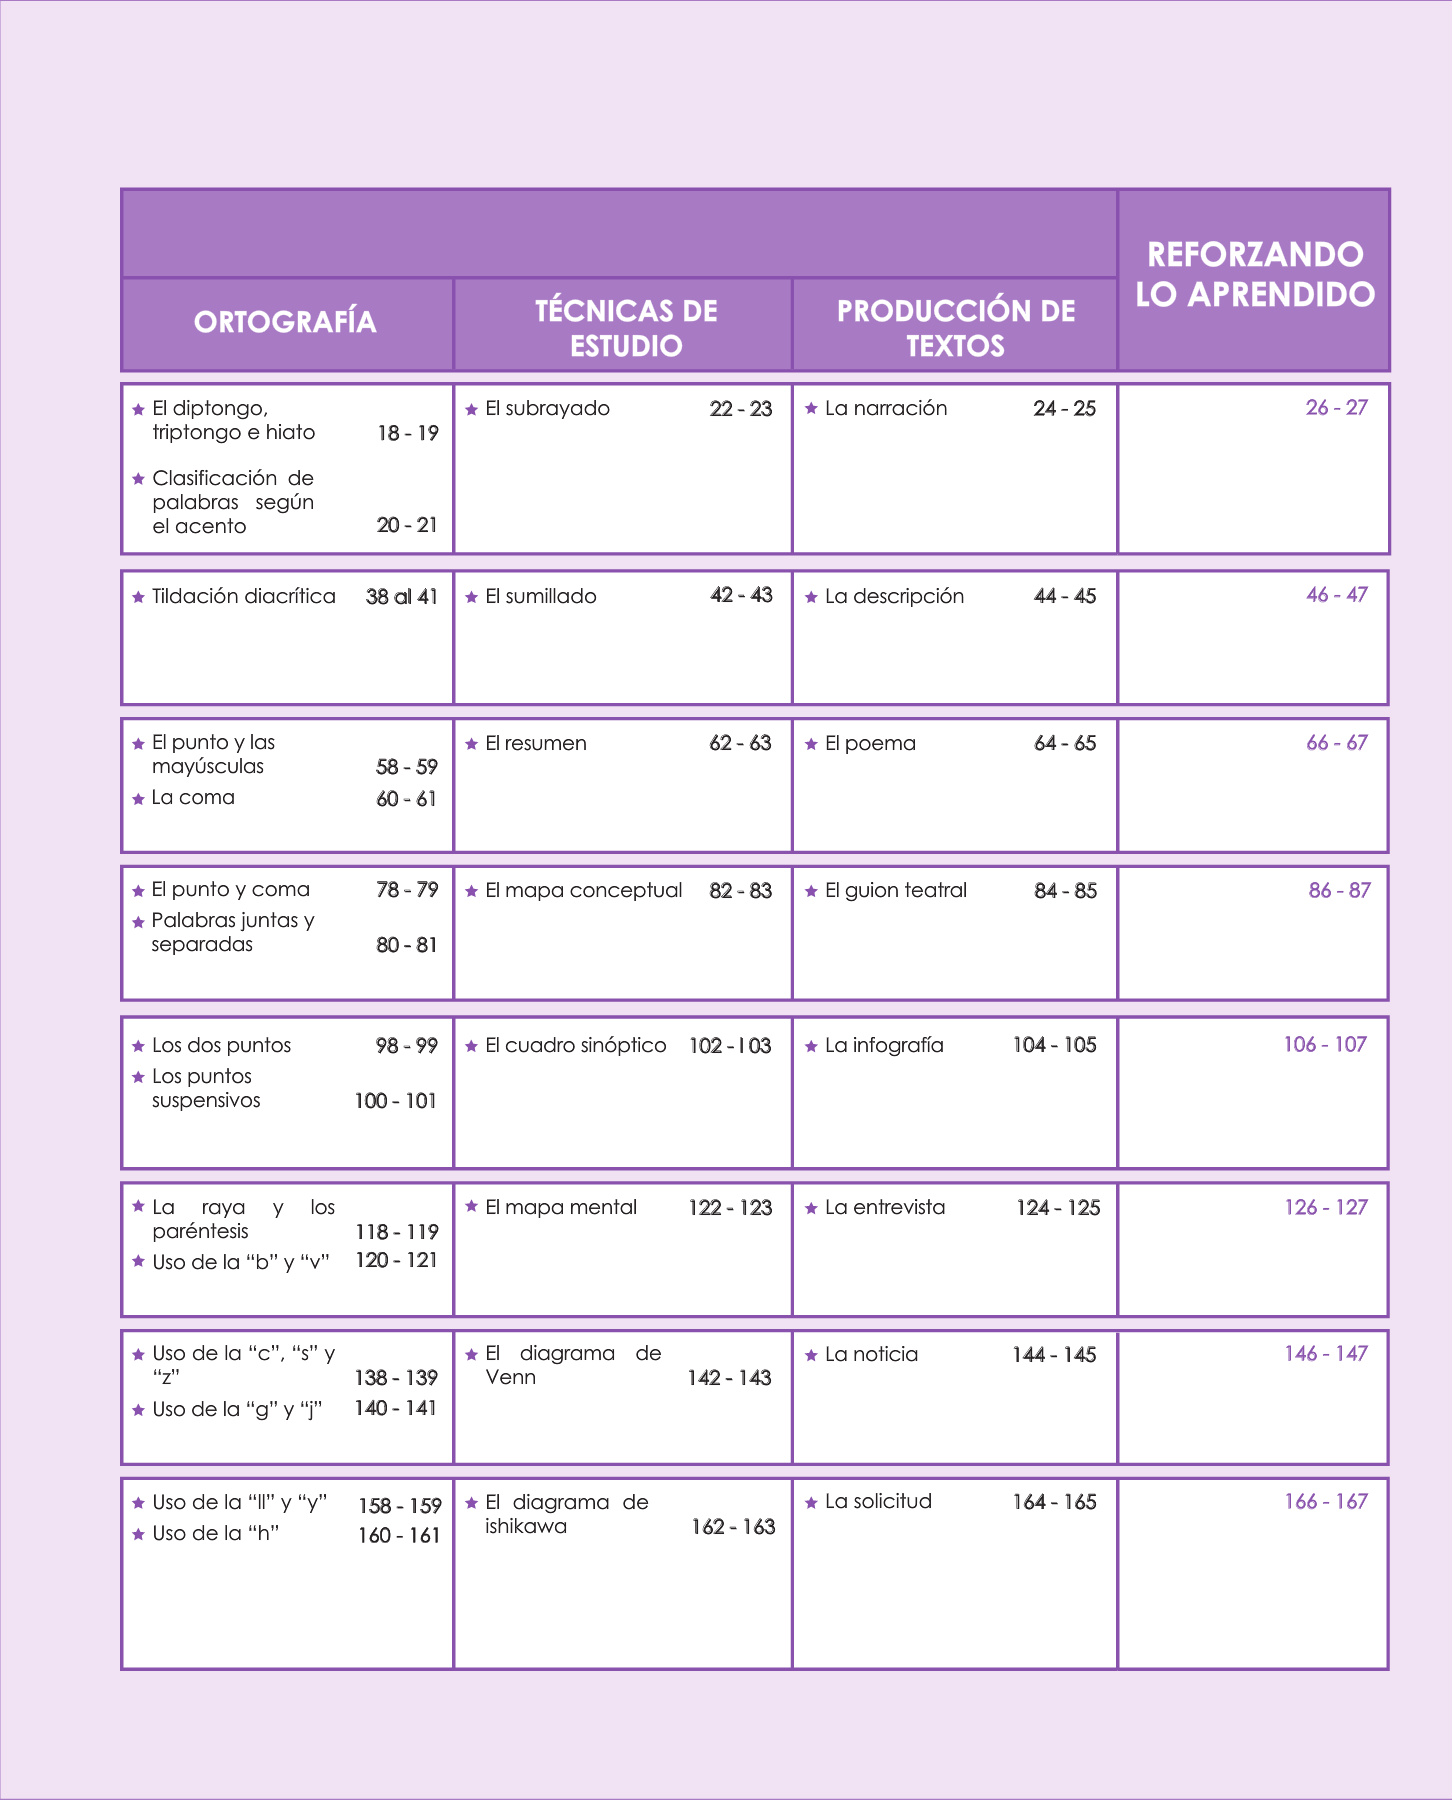 REFORZANDO
LO APRENDIDO
ORTOGRAFÍA
TÉCNICAS DE
ESTUDIO
PRODUCCIÓN DE
TEXTOS
El diptongo,
triptongo e hiato 18 - 19
Clasificación de
palabras según
el acento 20 - 21
El subrayado 22 - 23
La narración 24 - 25
26 - 27
Tildación diacrítica 38 al 41
El sumillado 42 - 43
La descripción 44 - 45
46 - 47
El punto y las
mayúsculas 58 - 59
La coma 60 - 61
El resumen 62 - 63
El poema 64 - 65
66 - 67
El punto y coma 78 - 79
Palabras juntas y
separadas 80 - 81
El mapa conceptual 82 - 83
El guion teatral 84 - 85
86 - 87
Los dos puntos 98 - 99
Los puntos
suspensivos 100 - 101
El cuadro sinóptico 102 - 103
La infografía 104 - 105
106 - 107
La raya y los
paréntesis 118 - 119
Uso de la “b” y “v” 120 - 121
El mapa mental 122 - 123
La entrevista 124 - 125
126 - 127
Uso de la “c”, “s” y
“z” 138 - 139
Uso de la “g” y “j” 140 - 141
El diagrama de
Venn 142 - 143
La noticia 144 - 145
146 - 147
Uso de la “ll” y “y” 158 - 159
Uso de la “h” 160 - 161
El diagrama de
ishikawa 162 - 163
La solicitud 164 - 165
166 - 167